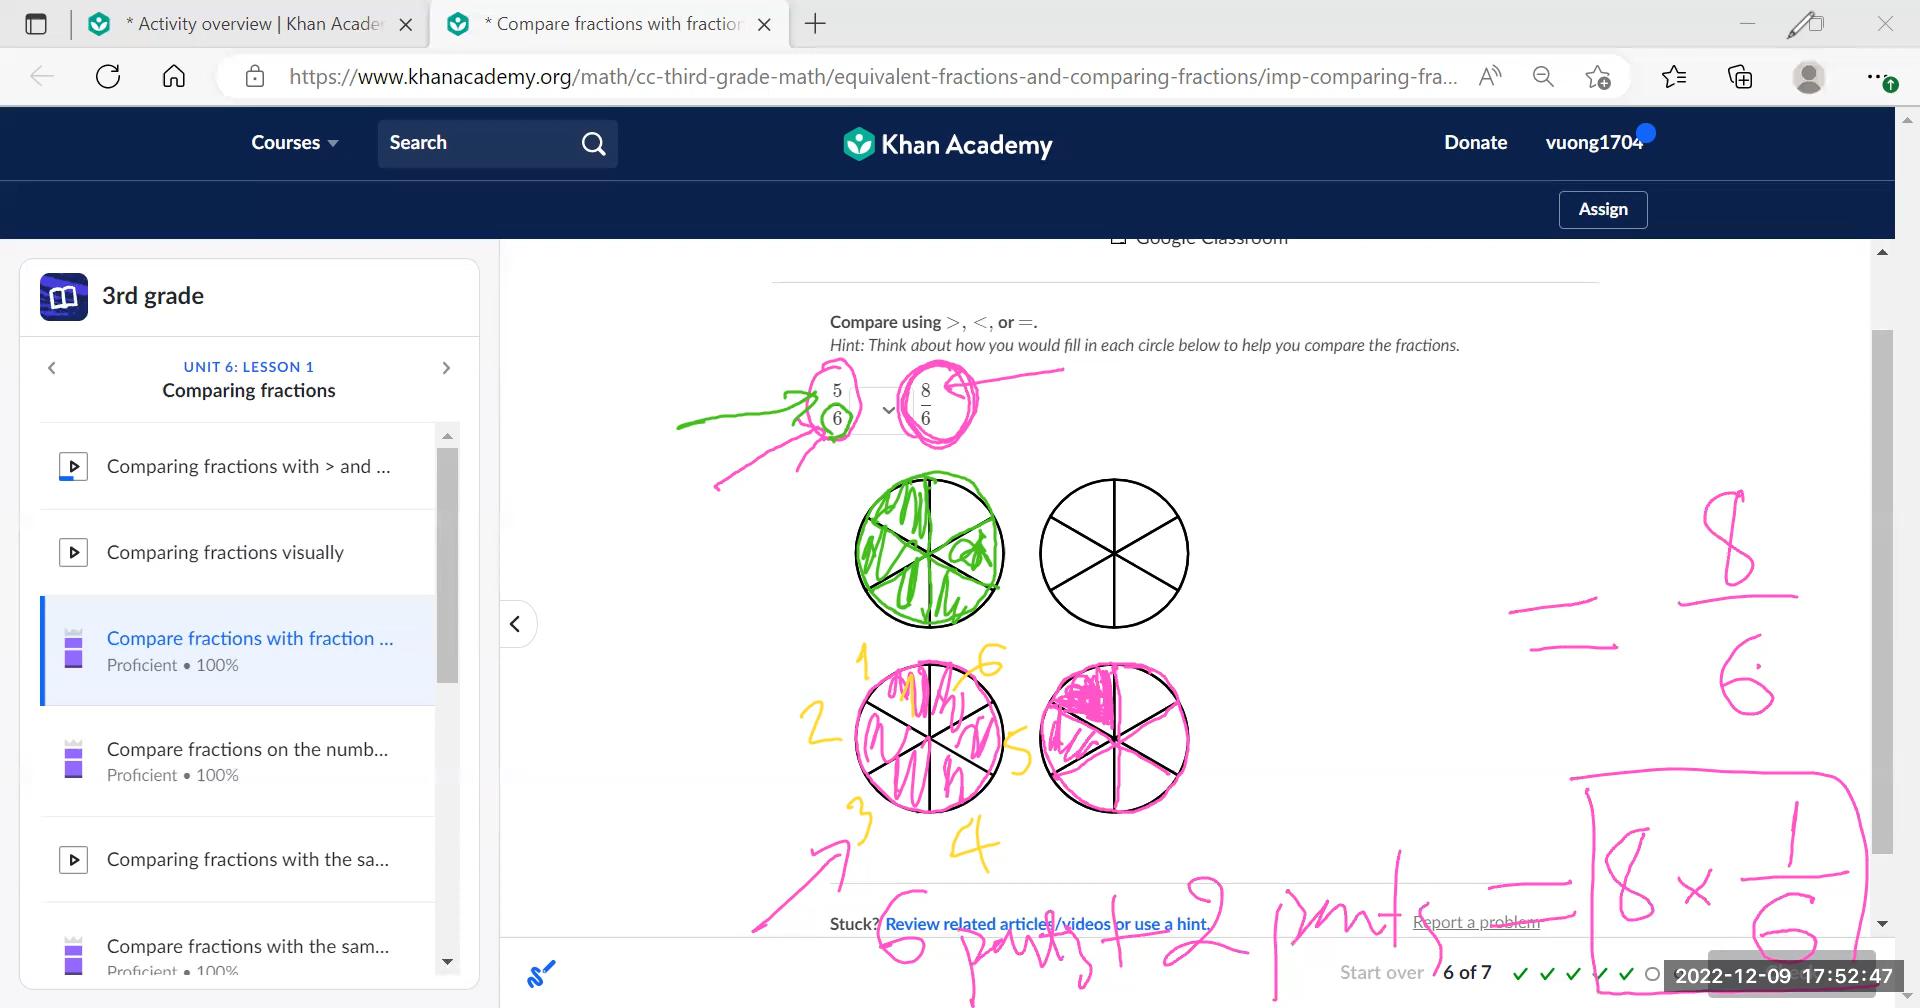 * Activity overview | Khan Acade
* Compare fractions with fraction
https://www.khanacademy.org/math/cc-third-grade-math/equivalent-fractions-and-comparing-fractions/imp-comparing-fra...
Courses
Search
Khan Academy
Donate
vuong1704
Assign
Google Classroom
3rd grade
UNIT 6: LESSON 1
Comparing fractions
Comparing fractions with > and ...
Comparing fractions visually
Compare fractions with fraction ...
Proficient • 100%
Compare fractions on the numb...
Proficient • 100%
Comparing fractions with the sa...
Compare fractions with the sam...
Proficient • 100%
Compare using >, <, or =.
Hint: Think about how you would fill in each circle below to help you compare the fractions.
5 8
6 6
1 6
1
2 5
3 4
= 8
6
6 parts + 2 parts = 8 × 1
6
Stuck? Review related articles/videos or use a hint.
Report a problem
Start over
6 of 7
2022-12-09 17:52:47